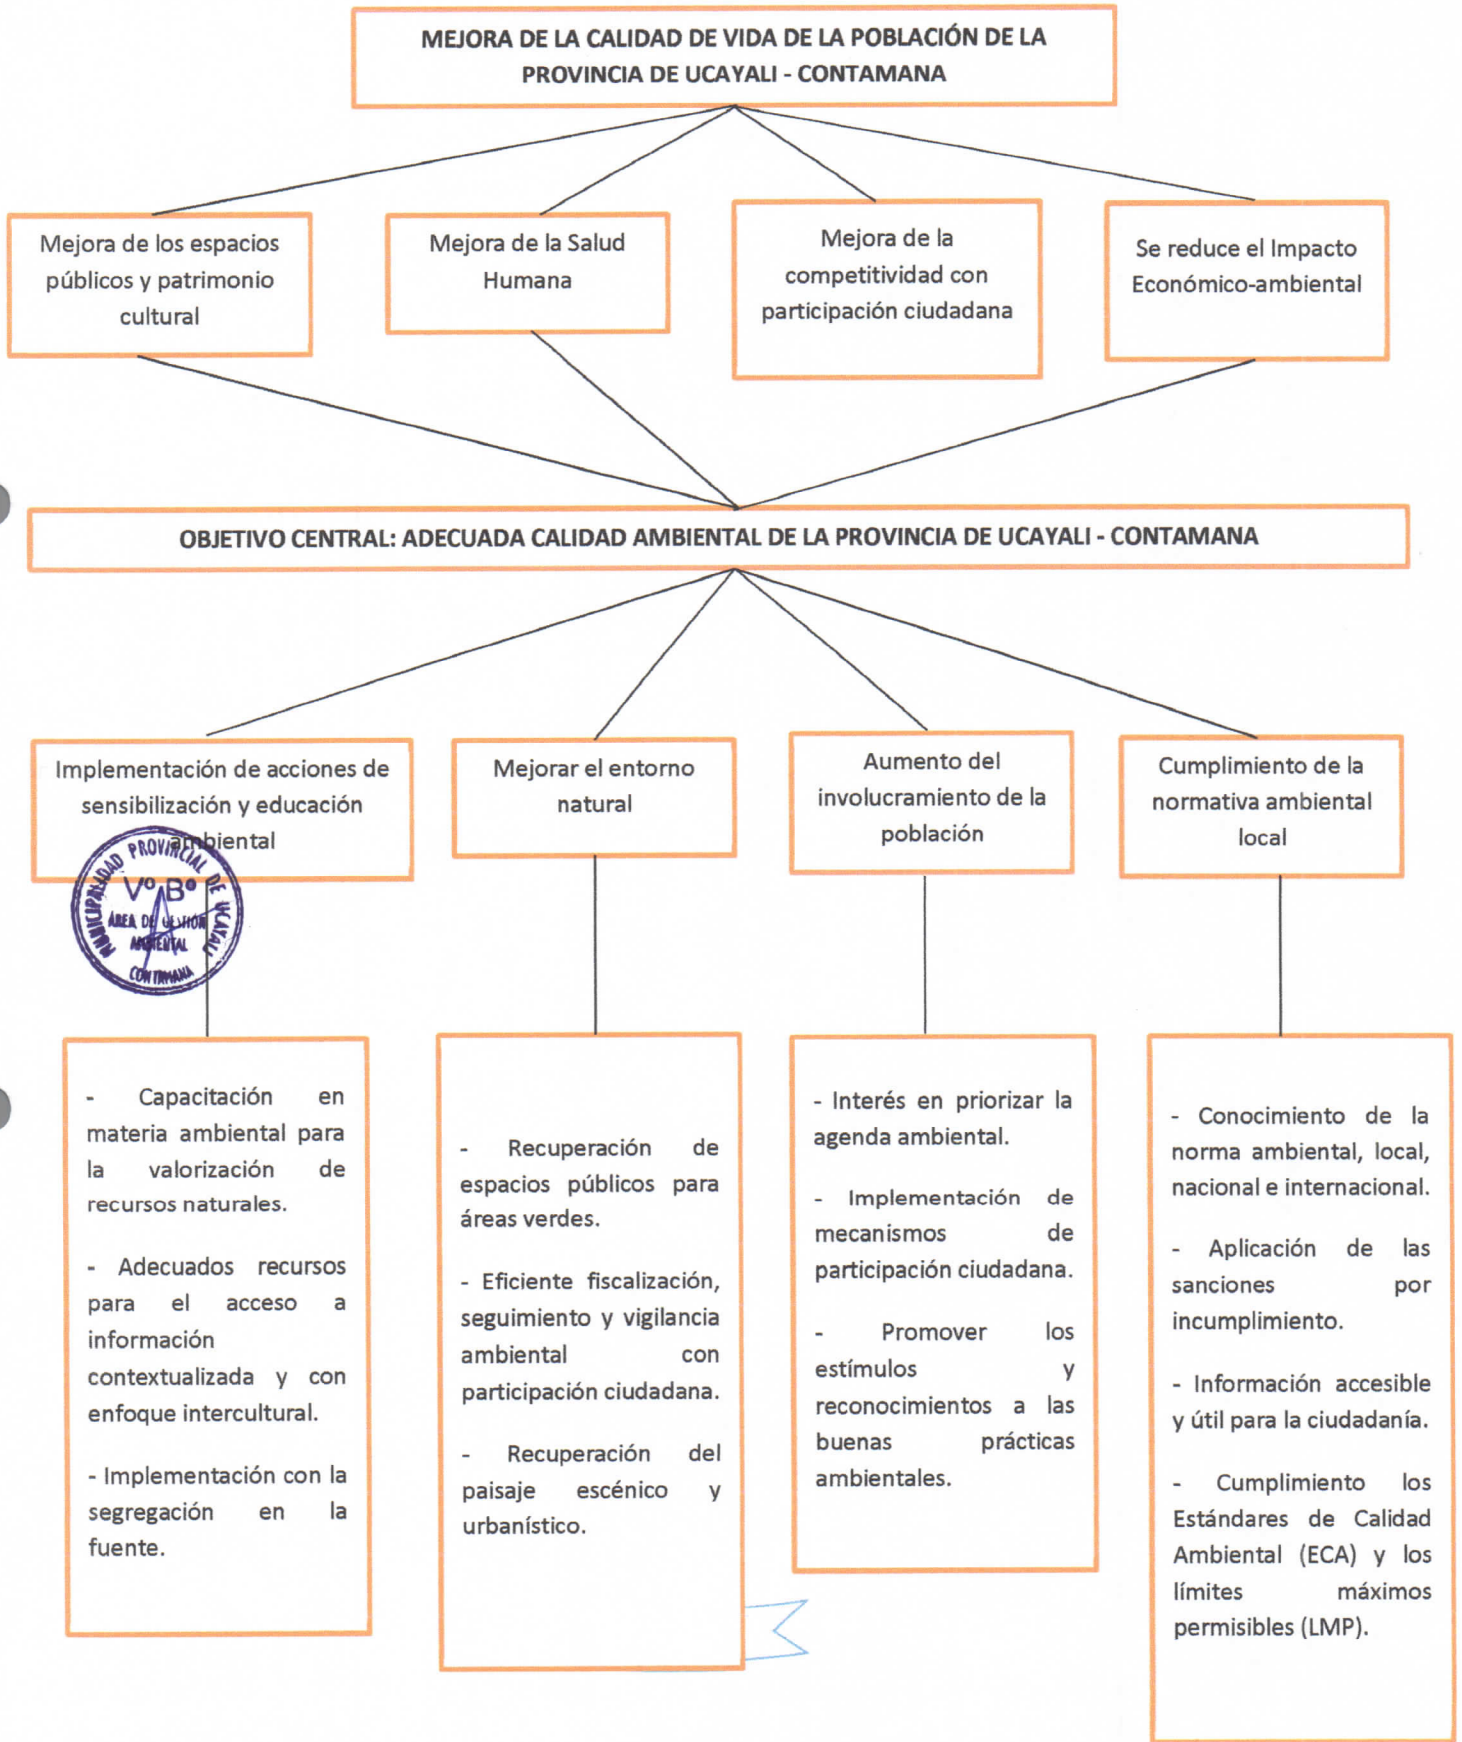 MEJORA DE LA CALIDAD DE VIDA DE LA POBLACIÓN DE LA
PROVINCIA DE UCAYALI - CONTAMANA
Mejora de los espacios
públicos y patrimonio
cultural
Mejora de la Salud
Humana
Mejora de la
competitividad con
participación ciudadana
Se reduce el Impacto
Económico-ambiental
OBJETIVO CENTRAL: ADECUADA CALIDAD AMBIENTAL DE LA PROVINCIA DE UCAYALI - CONTAMANA
Implementación de acciones de
sensibilización y educación
ambiental
Mejorar el entorno
natural
Aumento del
involucramiento de la
población
Cumplimiento de la
normativa ambiental
local
MUNICIPALIDAD PROVINCIAL DE UCAYALI
Vº Bº
ÁREA DE GESTIÓN
AMBIENTAL
CONTAMANA
- Capacitación en
materia ambiental para
la valorización de
recursos naturales.
- Adecuados recursos
para el acceso a
información
contextualizada y con
enfoque intercultural.
- Implementación con la
segregación en la
fuente.
- Recuperación de
espacios públicos para
áreas verdes.
- Eficiente fiscalización,
seguimiento y vigilancia
ambiental con
participación ciudadana.
- Recuperación del
paisaje escénico y
urbanístico.
- Interés en priorizar la
agenda ambiental.
- Implementación de
mecanismos de
participación ciudadana.
- Promover los
estímulos y
reconocimientos a las
buenas prácticas
ambientales.
- Conocimiento de la
norma ambiental, local,
nacional e internacional.
- Aplicación de las
sanciones por
incumplimiento.
- Información accesible
y útil para la ciudadanía.
- Cumplimiento los
Estándares de Calidad
Ambiental (ECA) y los
límites máximos
permisibles (LMP).